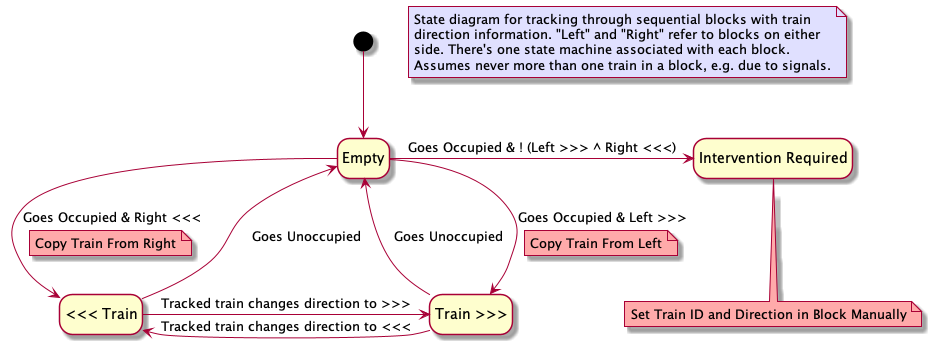 State diagram for tracking through sequential blocks with train
direction information. "Left" and "Right" refer to blocks on either
side. There's one state machine associated with each block.
Assumes never more than one train in a block, e.g. due to signals.
Empty
Goes Occupied & ! (Left >>> ^ Right <<<)
Intervention Required
Goes Occupied & Right <<<
Copy Train From Right
Goes Unoccupied
Goes Unoccupied
Goes Occupied & Left >>>
Copy Train From Left
<<< Train
Tracked train changes direction to >>>
Tracked train changes direction to <<<
Train >>>
Set Train ID and Direction in Block Manually